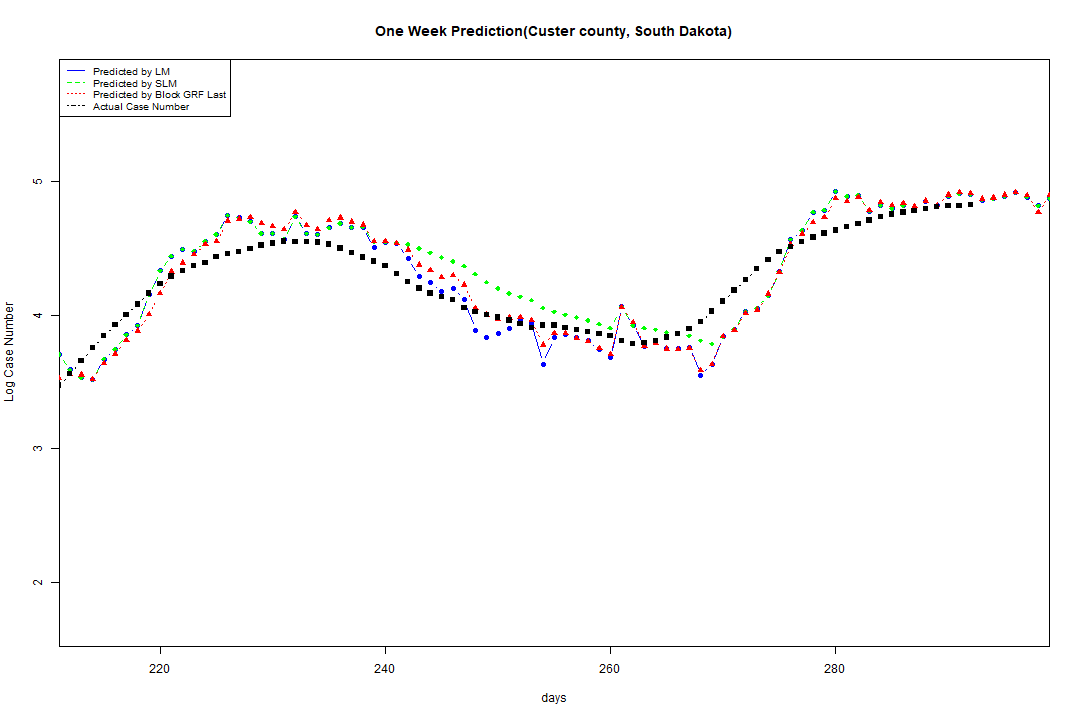 One Week Prediction(Custer county, South Dakota)
Predicted by LM
Predicted by SLM
Predicted by Block GRF Last
Actual Case Number
5
4
3
2
Log Case Number
220 240 260 280
days